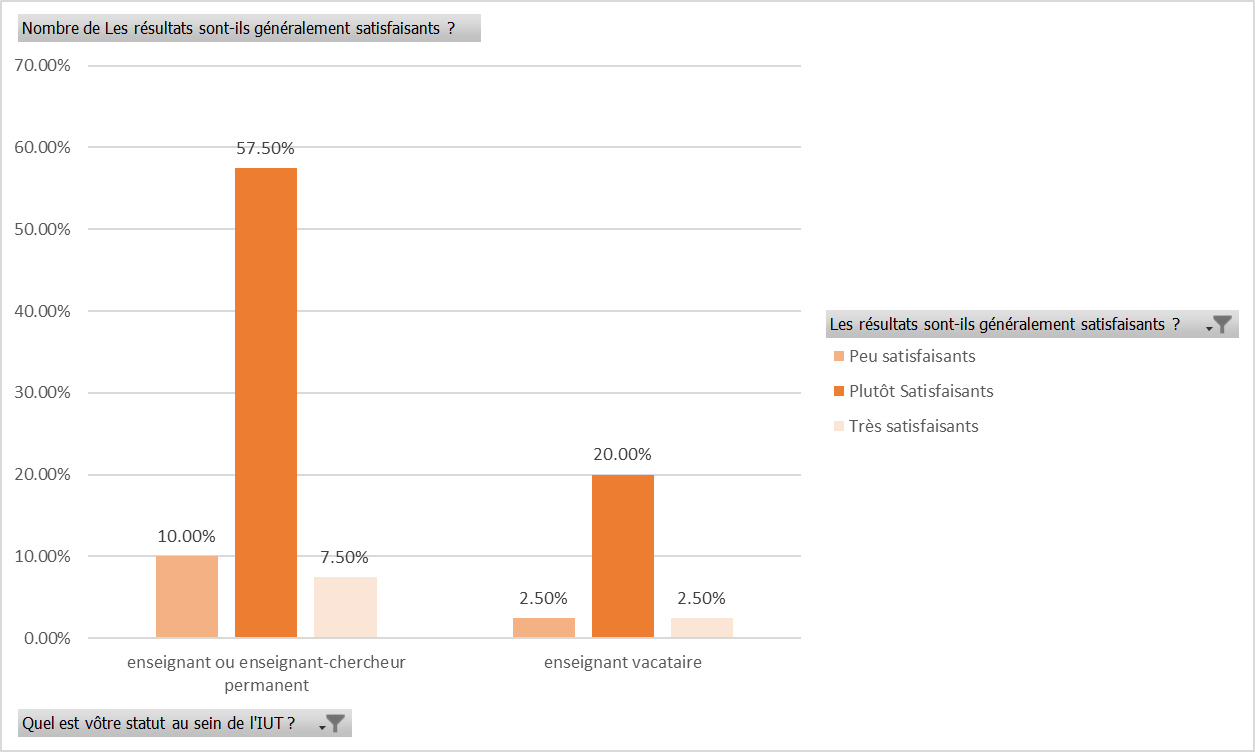 Nombre de Les résultats sont-ils généralement satisfaisants ?
70.00%
60.00%
50.00%
40.00%
30.00%
20.00%
10.00%
0.00%
10.00%
57.50%
7.50%
2.50%
20.00%
2.50%
enseignant ou enseignant-chercheur
permanent
enseignant vacataire
Quel est vôtre statut au sein de l'IUT ?
Les résultats sont-ils généralement satisfaisants ?
Peu satisfaisants
Plutôt Satisfaisants
Très satisfaisants